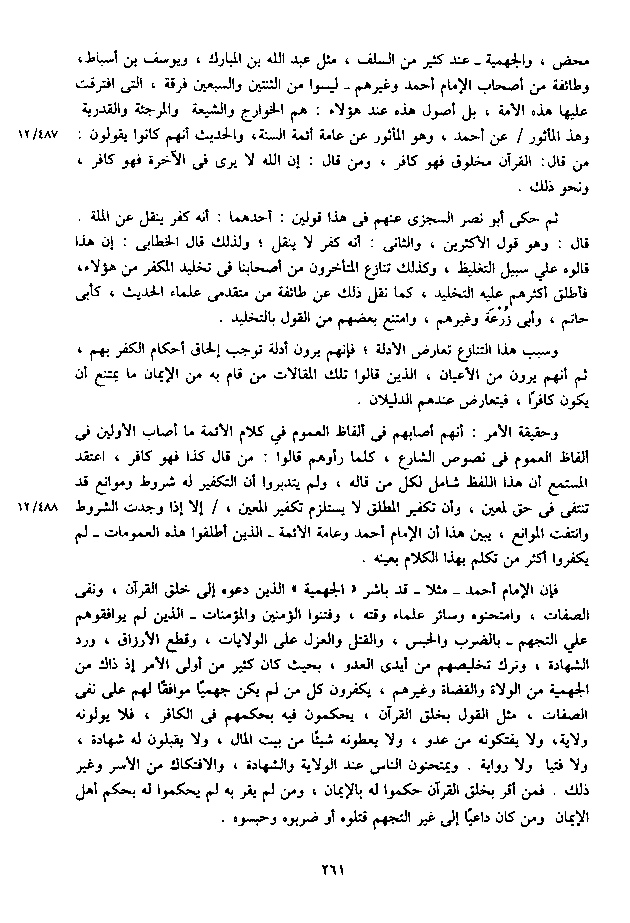 محض ، والجهمية ـ عند كثير من السلف ، مثل عبد الله بن المبارك ، ويوسف بن أسباط،
وطائفة من أصحاب الإمام أحمد وغيرهم ـ ليسوا من الثنتين والسبعين فرقة ، التى افترقت
عليها هذه الأمة ، بل أصول هذه عند هؤلاء : هم الخوارج والشيعة والمرجئة والقدرية
وهذ المأثور / عن أحمد ، وهو المأثور عن عامة أئمة السنة، والحديث أنهم كانوا يقولون : ١٢/٤٨٧
من قال: القرآن مخلوق فهو كافر ، ومن قال : إن الله لا يرى فى الآخرة فهو كافر ،
ونحو ذلك .
ثم حكى أبو نصر السجزى عنهم فى هذا قولين : أحدهما : أنه كفر ينقل عن الملة .
قال : وهو قول الأكثرين ، والثانى : أنه كفر لا ينقل ؛ ولذلك قال الخطابى : إن هذا
قالوه علي سبيل التغليظ ، وكذلك تنازع المتأخرون من أصحابنا فى تخليد المكفر من هؤلاء،
فأطلق أكثرهم عليه التخليد ، كما نقل ذلك عن طائفة من متقدمى علماء الحديث ، كأبى
حاتم ، وأبى زُرْعَة وغيرهم ، وامتنع بعضهم من القول بالتخليد .
وسبب هذا التنازع تعارض الأدلة ؛ فإنهم يرون أدلة توجب إلحاق أحكام الكفر بهم ،
ثم أنهم يرون من الأعيان ، الذين قالوا تلك المقالات من قام به من الإيمان ما يمتنع أن
يكون كافرًا ، فيتعارض عندهم الدليلان .
وحقيقة الأمر : أنهم أصابهم فى ألفاظ العموم في كلام الأئمة ما أصاب الأولين فى
ألفاظ العموم فى نصوص الشارع ، كلما رأوهم قالوا : من قال كذا فهو كافر ، اعتقد
المستمع أن هذا اللفظ شامل لكل من قاله ، ولم يتدبروا أن التكفير له شروط وموانع قد
تنتفى فى حق لمعين ، وأن تكفير المطلق لا يستلزم تكفير المعين ، / إلا إذا وجدت الشروط ١٢/٤٨٨
وانتفت الموانع ، يبين هذا أن الإمام أحمد وعامة الأئمة ـ الذين أطلقوا هذه العمومات ـ لم
يكفروا أكثر من تكلم بهذا الكلام بعينه .
فإن الإمام أحمد ـ مثلا ـ قد باشر « الجهمية » الذين دعوه إلى خلق القرآن ، ونفى
الصفات ، وامتحنوه وسائر علماء وقته ، وفتنوا الؤمنين والمؤمنات ـ الذين لم يوافقوهم
علي التجهم ـ بالضرب والحبس ، والقتل والعزل على الولايات ، وقطع الأرزاق ، ورد
الشهادة ، وترك تخليصهم من أيدى العدو ، بحيث كان كثير من أولى الأمر إذ ذاك من
الجهمية من الولاة والقضاة وغيرهم ، يكفرون كل من لم يكن جهميًا موافقًا لهم على نفى
الصفات ، مثل القول بخلق القرآن ، يحكمون فيه بحكمهم فى الكافر ، فلا يولونه
ولاية، ولا يفتكونه من عدو ، ولا يعطونه شيئًا من بيت المال ، ولا يقبلون له شهادة ،
ولا فتيا ولا رواية . ويمتحنون الناس عند الولاية والشهادة ، والافتكاك من الأسر وغير
ذلك . فمن أقر بخلق القرآن حكموا له بالإيمان ، ومن لم يقر به لم يحكموا له بحكم أهل
الإيمان ومن كان داعيًا إلى غير التجهم قتلوه أو ضربوه وحبسوه .
٢٦١